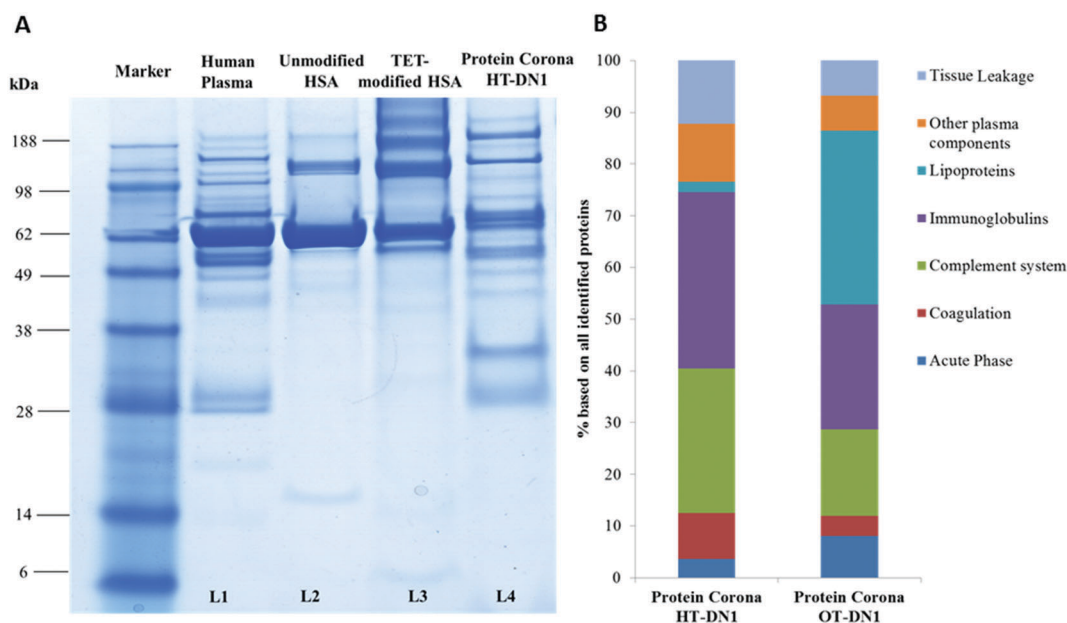 A
kDa
Marker
Human
Plasma
Unmodified
HSA
TET-
modified HSA
Protein Corona
HT-DN1
188
98
62
49
38
28
14
6
L1
L2
L3
L4
B
% based on all identified proteins
100
90
80
70
60
50
40
30
20
10
0
Protein Corona
HT-DN1
Protein Corona
OT-DN1
Tissue Leakage
Other plasma
components
Lipoproteins
Immunoglobulins
Complement system
Coagulation
Acute Phase